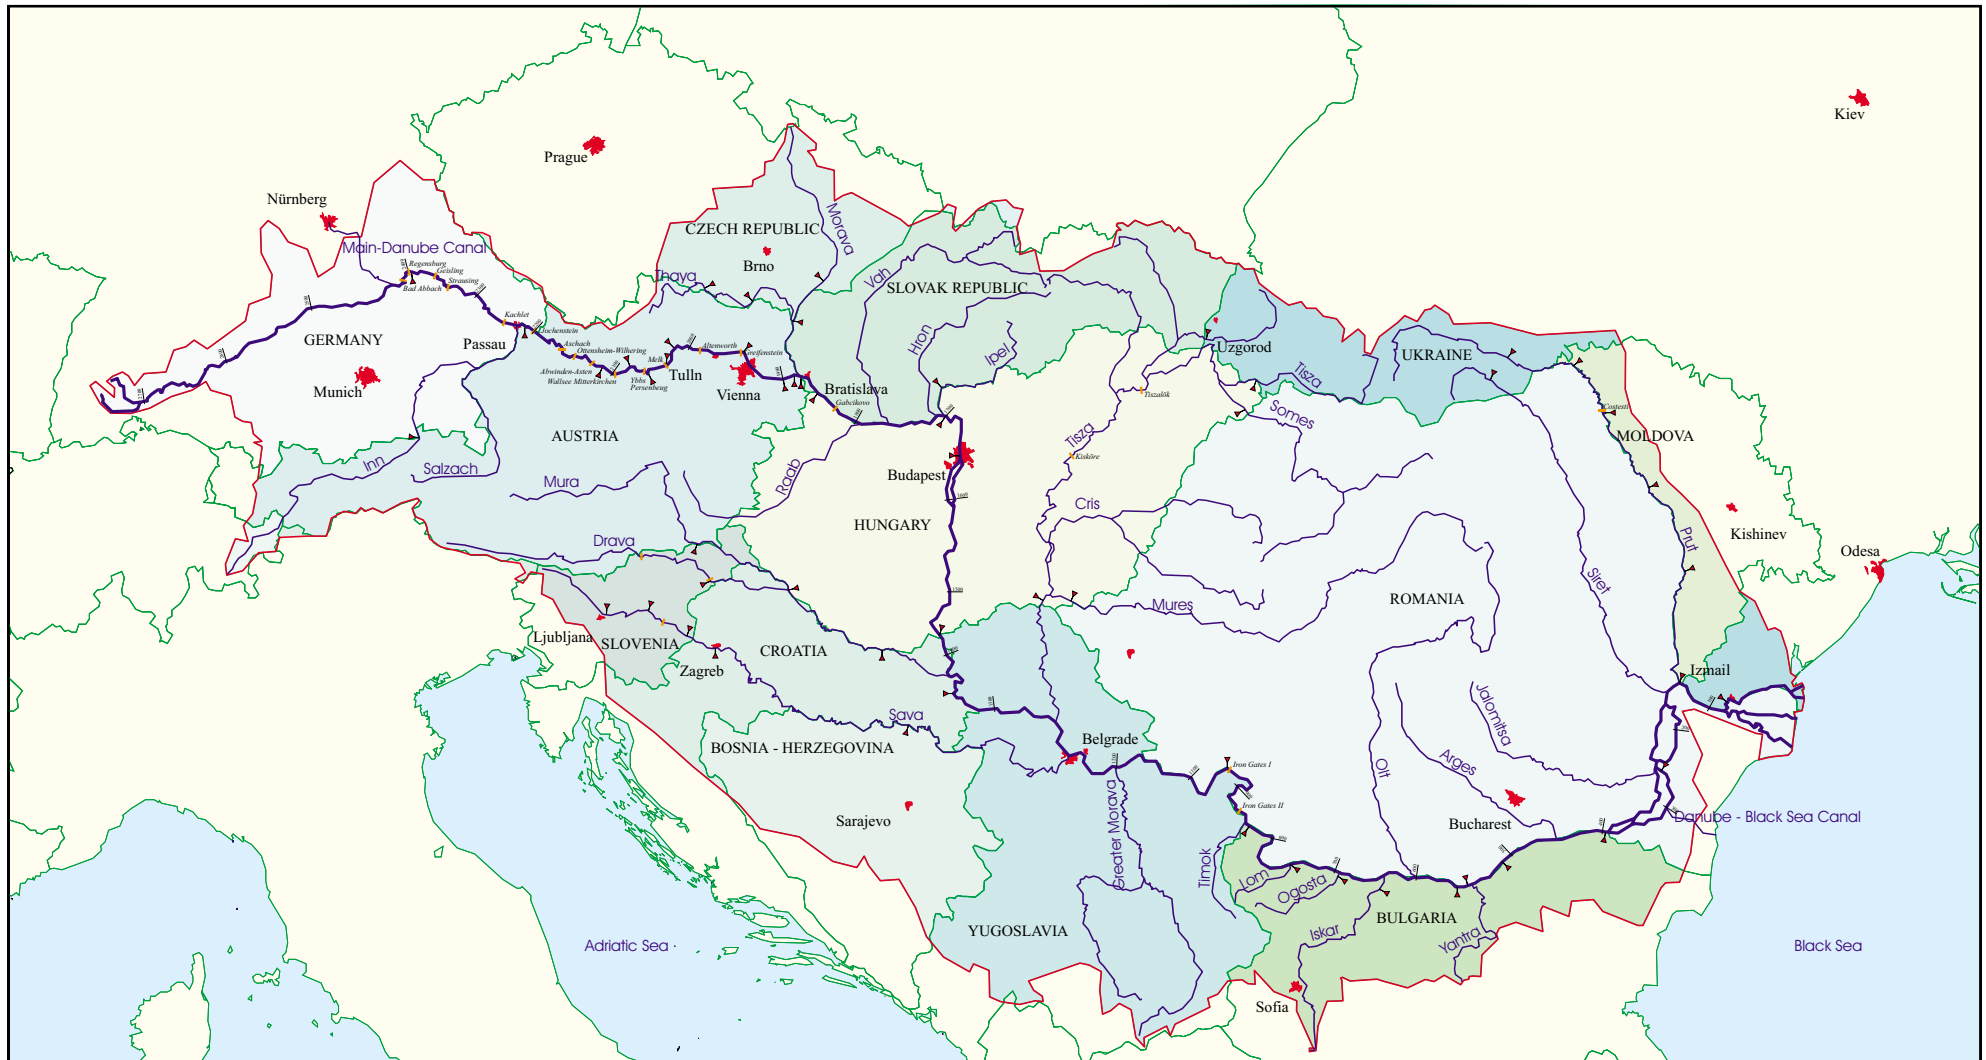 Kiev
Prague
Nürnberg
Main-Danube Canal
CZECH REPUBLIC
Morava
Brno
Thaya
Vah
SLOVAK REPUBLIC
Hron
Ipel
Regensburg
Geisling
Strausing
Bad Abbach
Kachlet
Jochenstein
GERMANY
Passau
Munich
Aschach
Ottensheim-Wilhering
Abwinden-Asten
Wallsee Mitterkirchen
Ybbs
Persenbeug
Melk
Tulln
Altenworth
Greifenstein
Vienna
Bratislava
Gabcikovo
Uzgorod
UKRAINE
Tisza
Tiszalök
Somes
Costesti
MOLDOVA
AUSTRIA
Inn
Salzach
Mura
Raab
Budapest
Tisza
Kisköre
HUNGARY
Cris
Drava
Prut
Kishinev
Odesa
Siret
Mures
ROMANIA
Ljubljana
SLOVENIA
Zagreb
CROATIA
Izmail
Sava
BOSNIA - HERZEGOVINA
Belgrade
Jalomitsa
Arges
Olt
Iron Gates I
Iron Gates II
Greater Morava
Timok
Sarajevo
Bucharest
Danube - Black Sea Canal
Lom
Ogosta
BULGARIA
Iskar
Yantra
YUGOSLAVIA
Adriatic Sea
Black Sea
Sofia